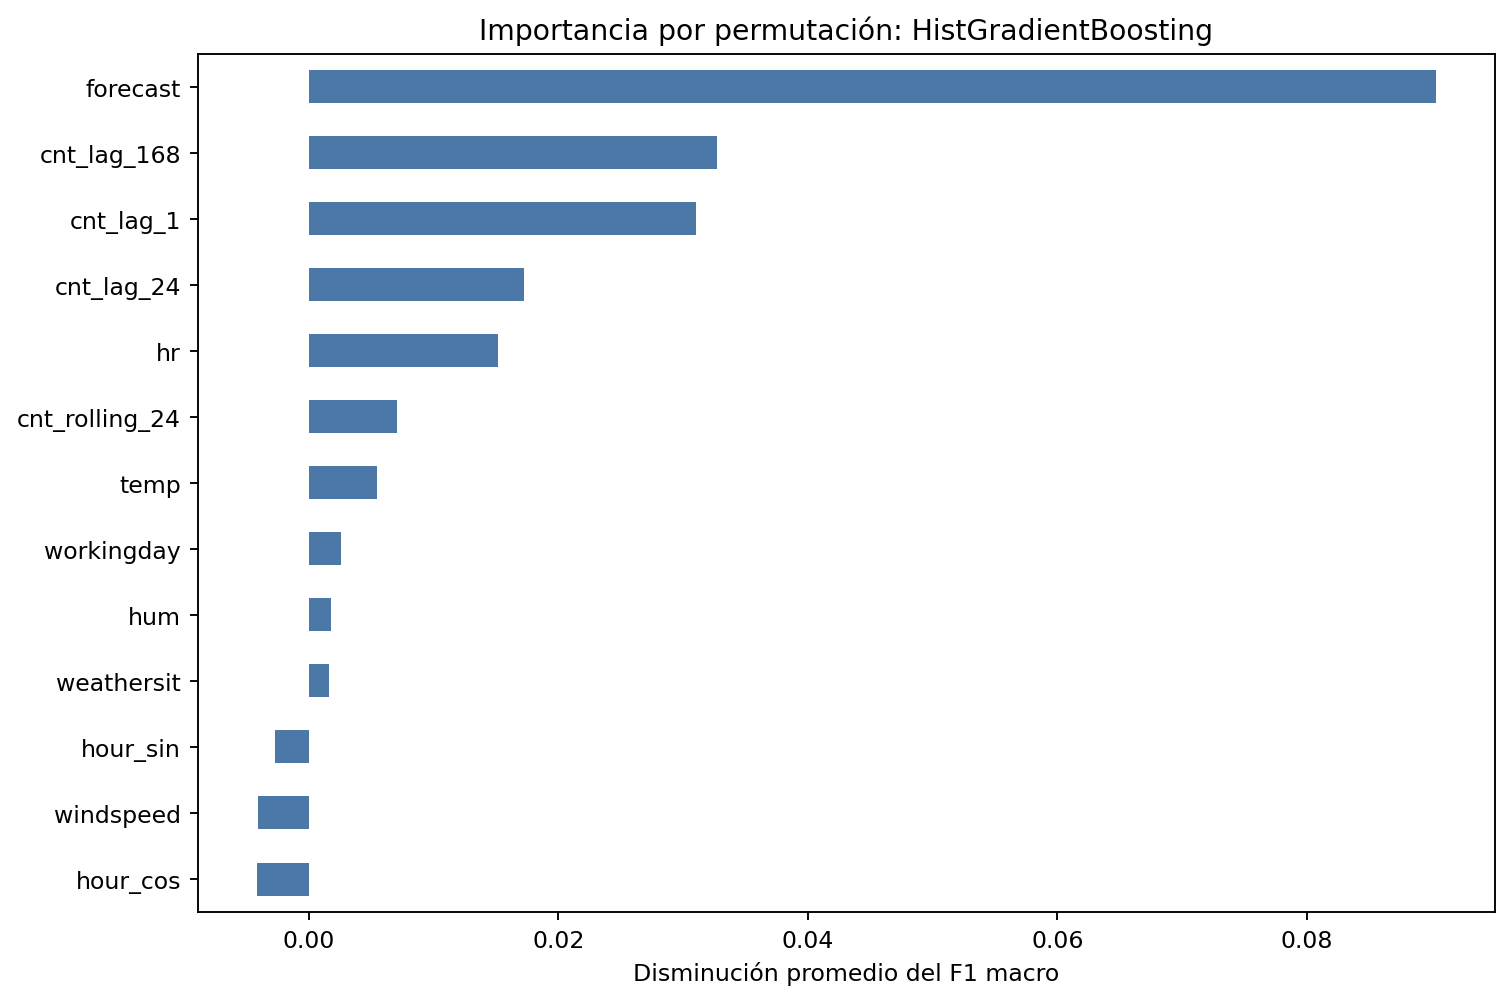 Importancia por permutación: HistGradientBoosting
forecast
cnt_lag_168
cnt_lag_1
cnt_lag_24
hr
cnt_rolling_24
temp
workingday
hum
weathersit
hour_sin
windspeed
hour_cos
0.00 0.02 0.04 0.06 0.08
Disminución promedio del F1 macro